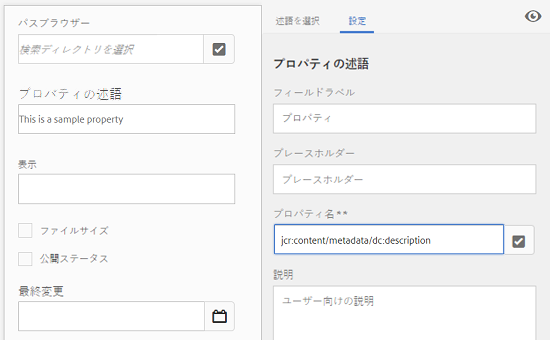 パスブラウザー
検索ディレクトリを選択
プロパティの述語
This is a sample property
表示
ファイルサイズ
公開ステータス
最終変更
述語を選択
設定
プロパティの述語
フィールドラベル
プロパティ
プレースホルダー
プレースホルダー
プロパティ名**
jcr:content/metadata/dc:description
説明
ユーザー向けの説明